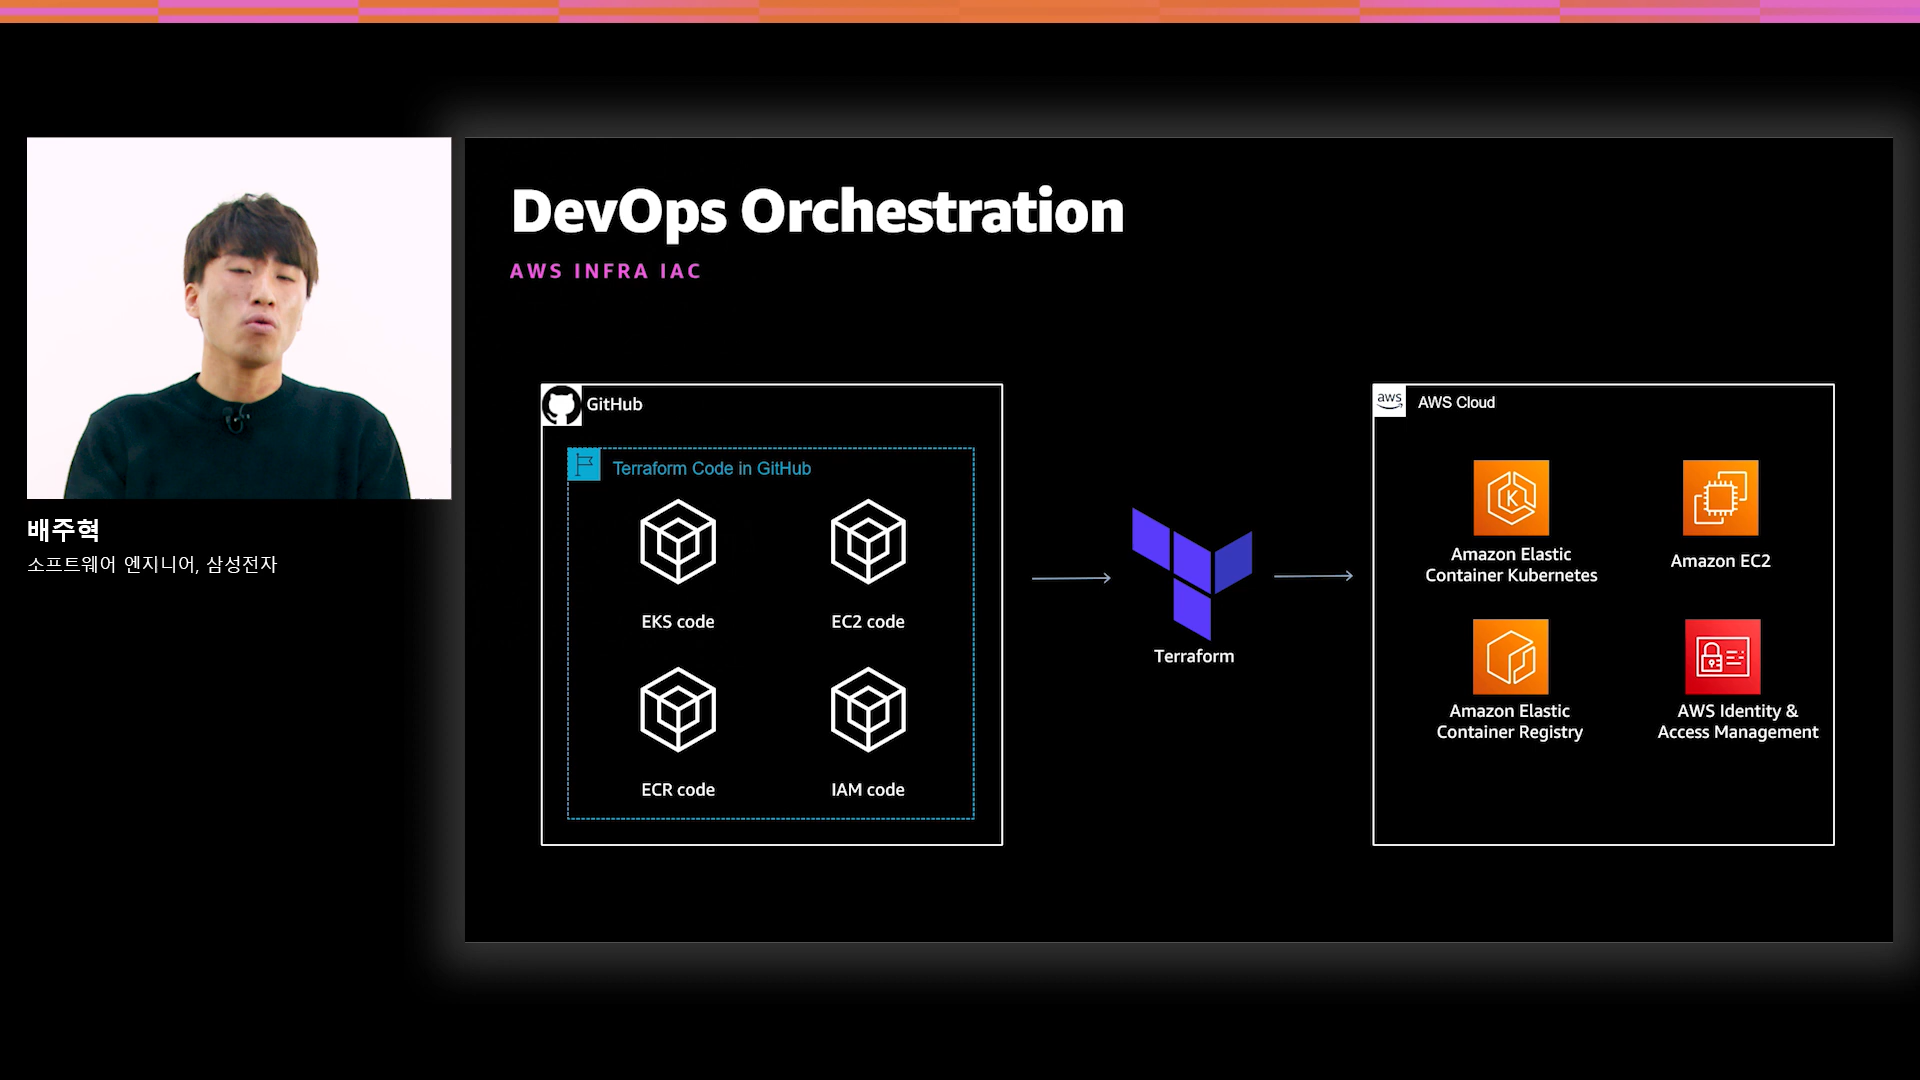 DevOps Orchestration
AWS INFRA IAC
배주혁
소프트웨어 엔지니어, 삼성전자
GitHub
Terraform Code in GitHub
EKS code
EC2 code
ECR code
IAM code
Terraform
aws
AWS Cloud
K
Amazon Elastic
Container Kubernetes
Amazon EC2
Amazon Elastic
Container Registry
AWS Identity &
Access Management